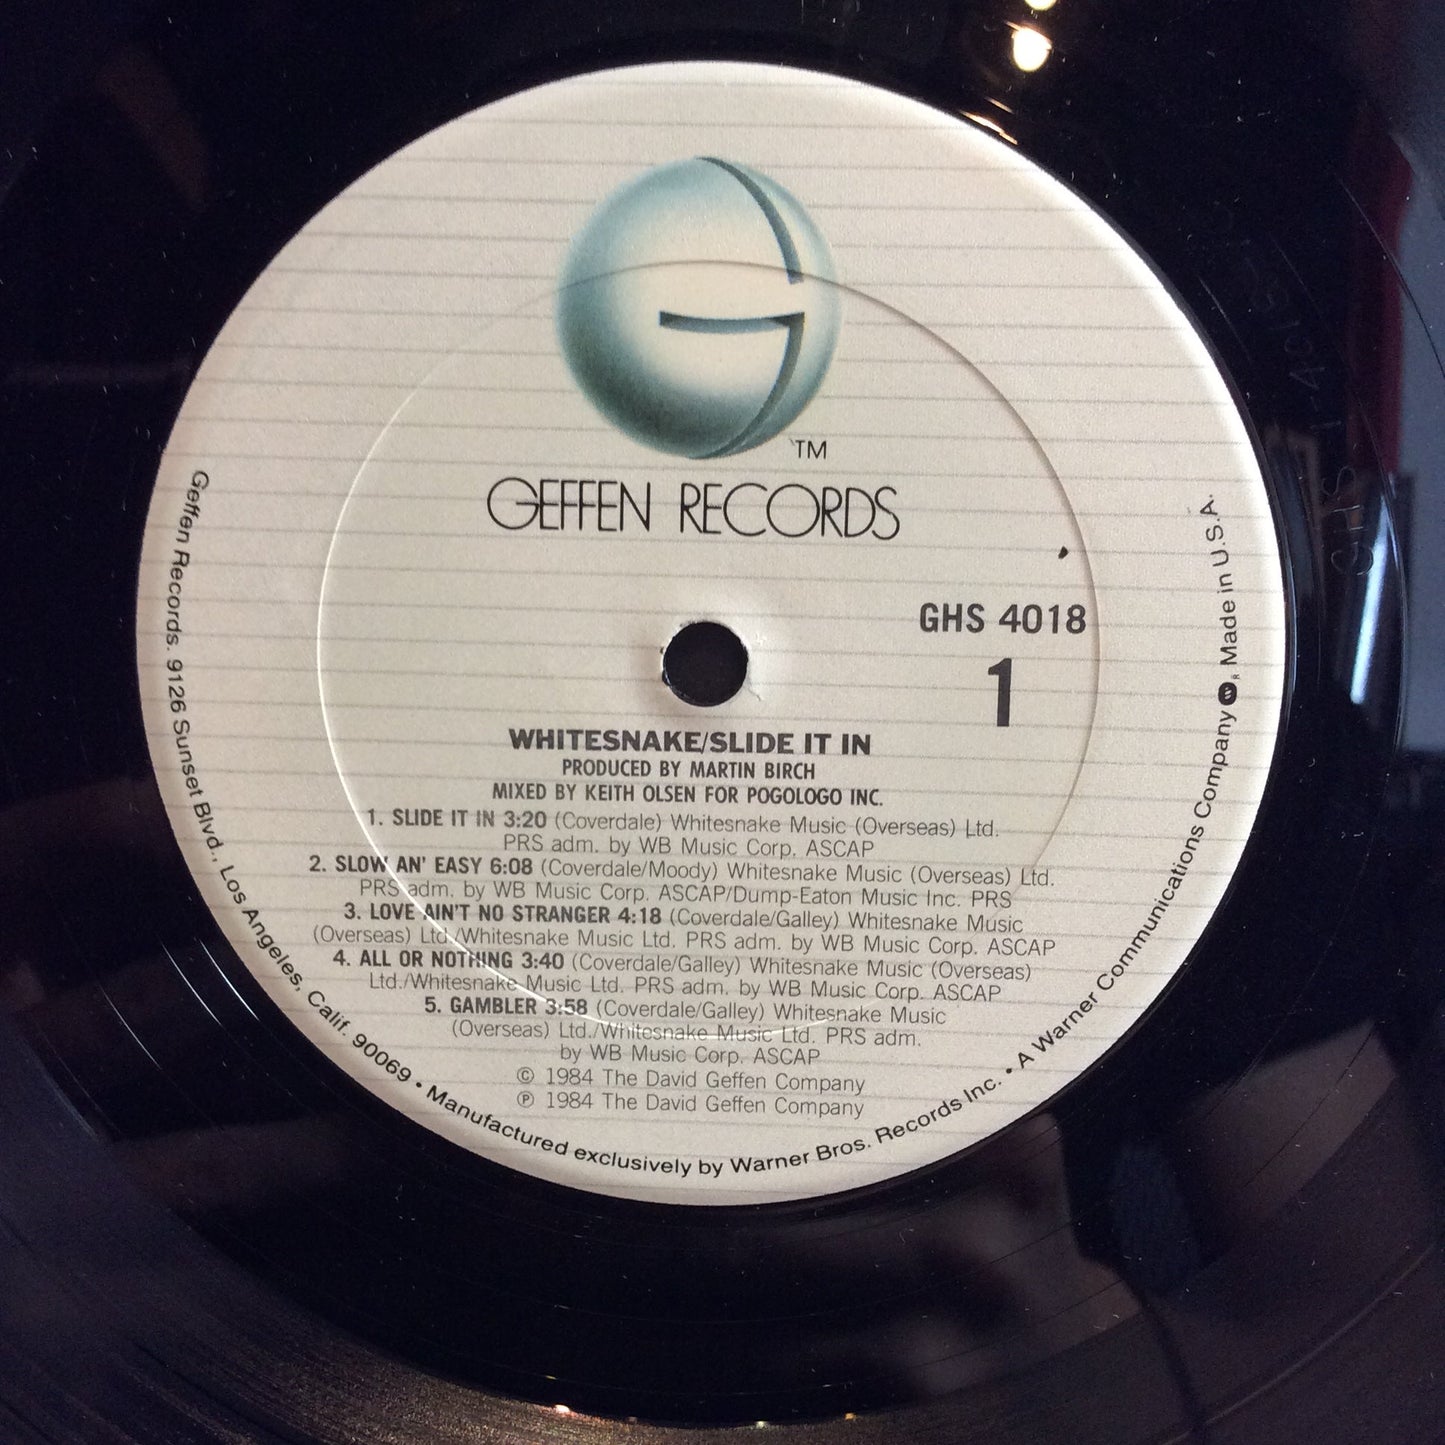 TM
GEFFEN RECORDS
GHS 4018
1
WHITESNAKE/SLIDE IT IN
PRODUCED BY MARTIN BIRCH
MIXED BY KEITH OLSEN FOR POGOLOGO INC.
1. SLIDE IT IN 3:20 (Coverdale) Whitesnake Music (Overseas) Ltd.
PRS adm. by WB Music Corp. ASCAP
2. SLOW AN' EASY 6:08 (Coverdale/Moody) Whitesnake Music (Overseas) Ltd.
PRS adm. by WB Music Corp. ASCAP/Dump-Eaton Music Inc. PRS
3. LOVE AIN'T NO STRANGER 4:18 (Coverdale/Galley) Whitesnake Music
(Overseas) Ltd./Whitesnake Music Ltd. PRS adm. by WB Music Corp. ASCAP
4. ALL OR NOTHING 3:40 (Coverdale/Galley) Whitesnake Music (Overseas)
Ltd./Whitesnake Music Ltd. PRS adm. by WB Music Corp. ASCAP
5. GAMBLER 3:58 (Coverdale/Galley) Whitesnake Music
(Overseas) Ltd./Whitesnake Music Ltd. PRS adm.
by WB Music Corp. ASCAP
© 1984 The David Geffen Company
℗ 1984 The David Geffen Company
Geffen Records. 9126 Sunset Blvd., Los Angeles, Calif. 90069 • Manufactured exclusively by Warner Bros. Records Inc. • A Warner Communications Company ® Made in U.S.A.